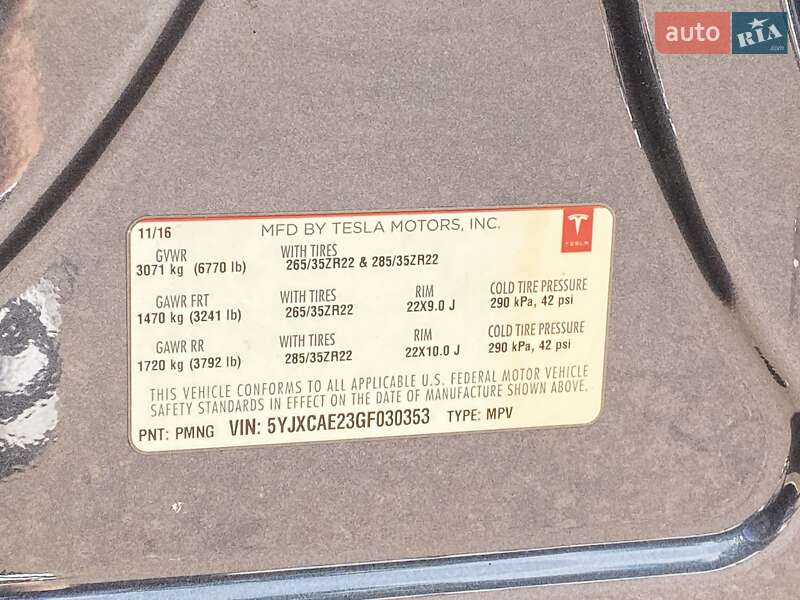 auto RIA.com
11/16 MFD BY TESLA MOTORS, INC.
TESLA
GVWR WITH TIRES
3071 kg (6770 lb) 265/35ZR22 & 285/35ZR22
GAWR FRT WITH TIRES RIM COLD TIRE PRESSURE
1470 kg (3241 lb) 265/35ZR22 22X9.0 J 290 kPa, 42 psi
GAWR RR WITH TIRES RIM COLD TIRE PRESSURE
1720 kg (3792 lb) 285/35ZR22 22X10.0 J 290 kPa, 42 psi
THIS VEHICLE CONFORMS TO ALL APPLICABLE U.S. FEDERAL MOTOR VEHICLE
SAFETY STANDARDS IN EFFECT ON THE DATE OF MANUFACTURE SHOWN ABOVE.
PNT: PMNG VIN: 5YJXCAE23GF030353 TYPE: MPV